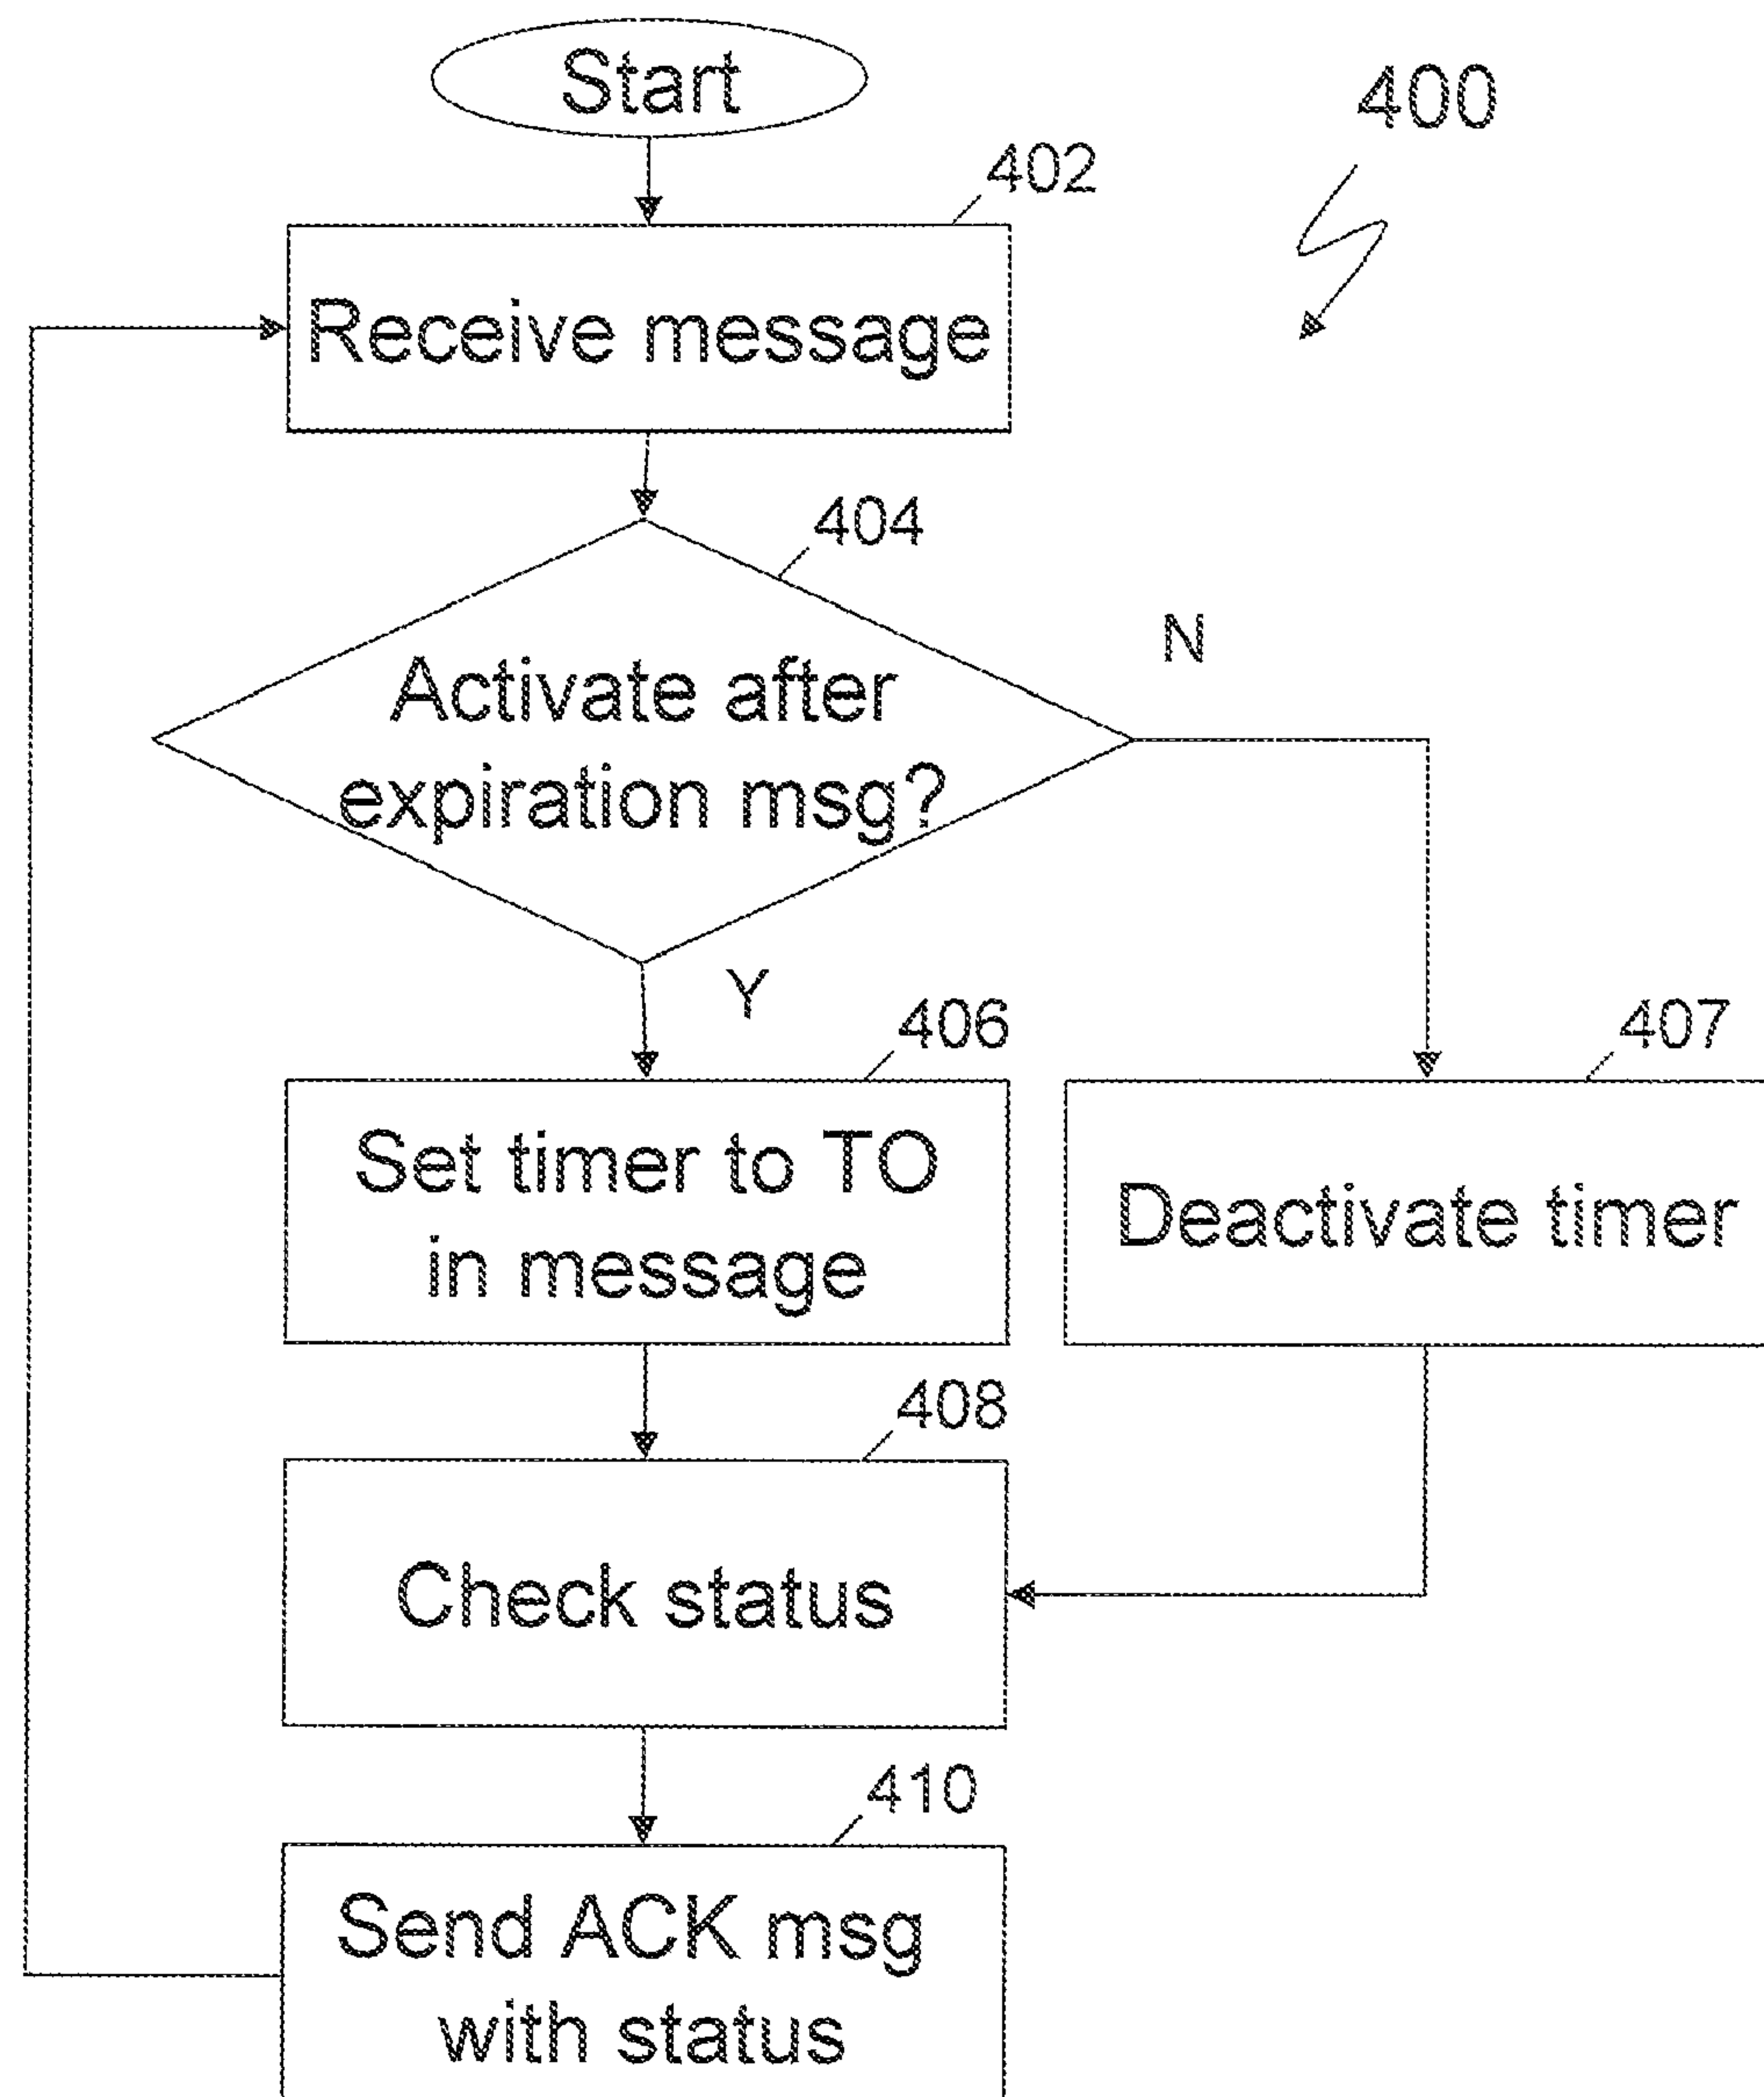 Start
400
402
Receive message
404
Activate after
expiration msg?
N
Y
406
407
Set timer to TO
in message
Deactivate timer
408
Check status
410
Send ACK msg
with status